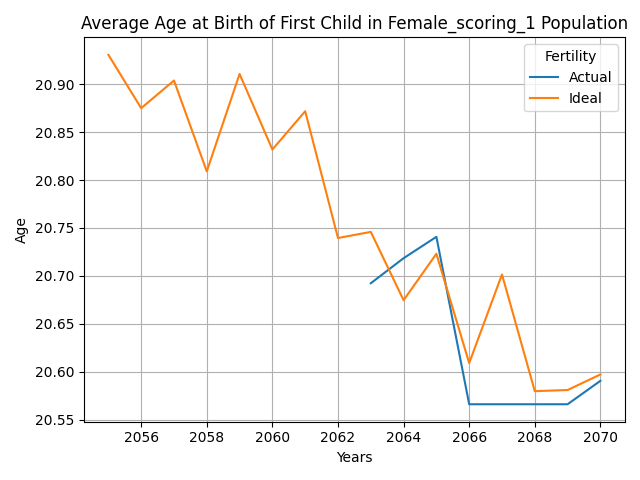 Average Age at Birth of First Child in Female_scoring_1 Population
Fertility
Actual
Ideal
20.90
20.85
20.80
20.75
20.70
20.65
20.60
20.55
Age
2056 2058 2060 2062 2064 2066 2068 2070
Years